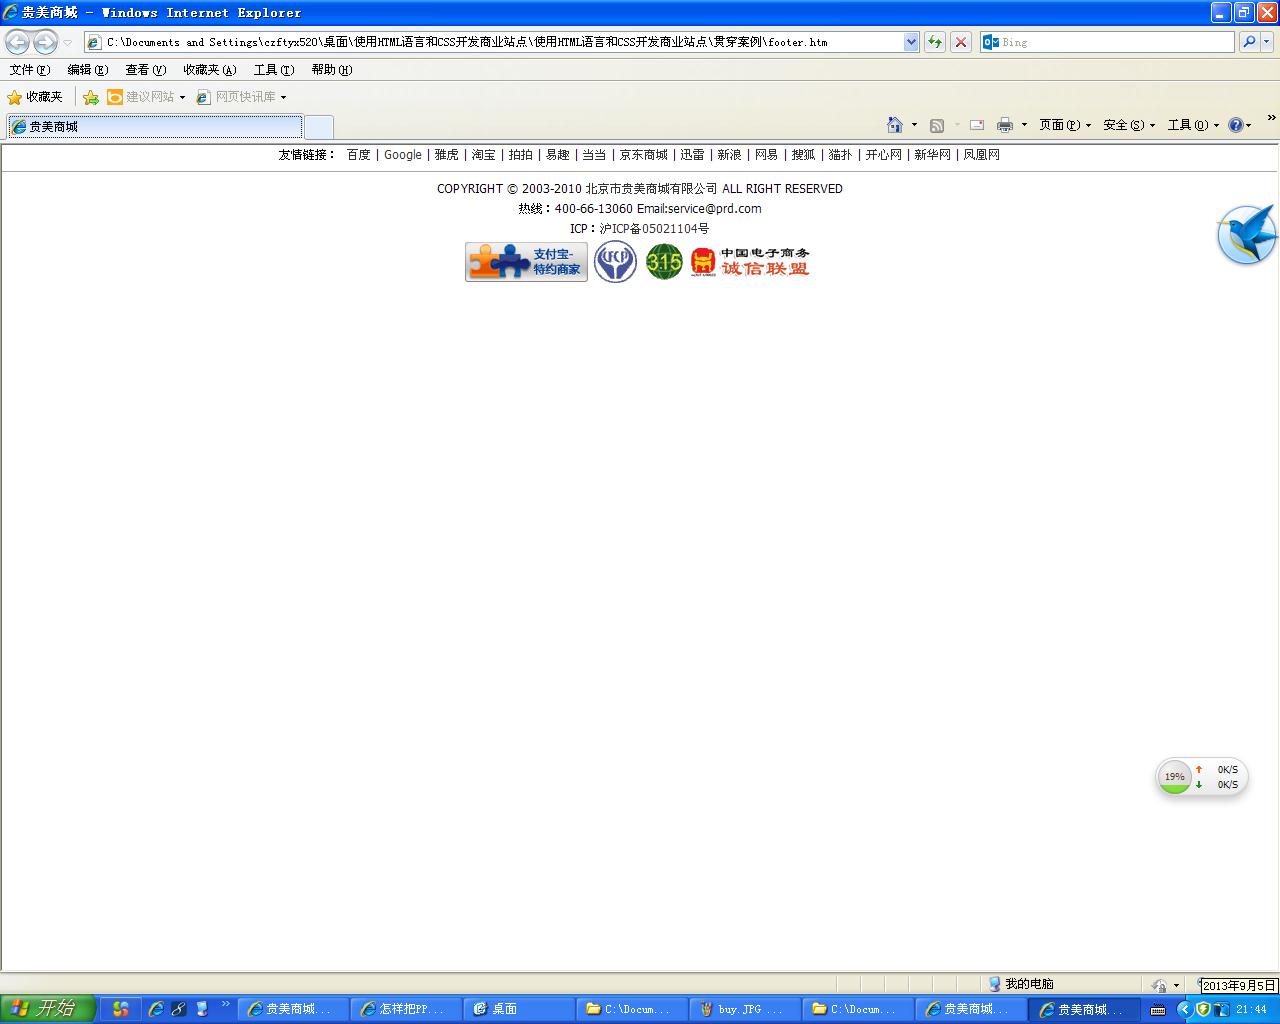 贵美商城 - Windows Internet Explorer
C:\Documents and Settings\czftyx520\桌面\使用HTML语言和CSS开发商业站点\使用HTML语言和CSS开发商业站点\贯穿案例\footer.htm
Bing
文件(F) 编辑(E) 查看(V) 收藏夹(A) 工具(T) 帮助(H)
收藏夹 建议网站 网页快讯库
贵美商城
页面(P) 安全(S) 工具(O)
友情链接： 百度 | Google | 雅虎 | 淘宝 | 拍拍 | 易趣 | 当当 | 京东商城 | 迅雷 | 新浪 | 网易 | 搜狐 | 猫扑 | 开心网 | 新华网 | 凤凰网
COPYRIGHT © 2003-2010 北京市贵美商城有限公司 ALL RIGHT RESERVED
热线：400-66-13060 Email:service@prd.com
ICP：沪ICP备05021104号
支付宝-
特约商家
CFCP
315
中国电子商务
诚信联盟
19%
0K/S
0K/S
我的电脑
2013年9月5日
开始 贵美商城... 怎样把PP... 桌面 C:\Docum... buy.JPG ... C:\Docum... 贵美商城... 贵美商城... 21:44